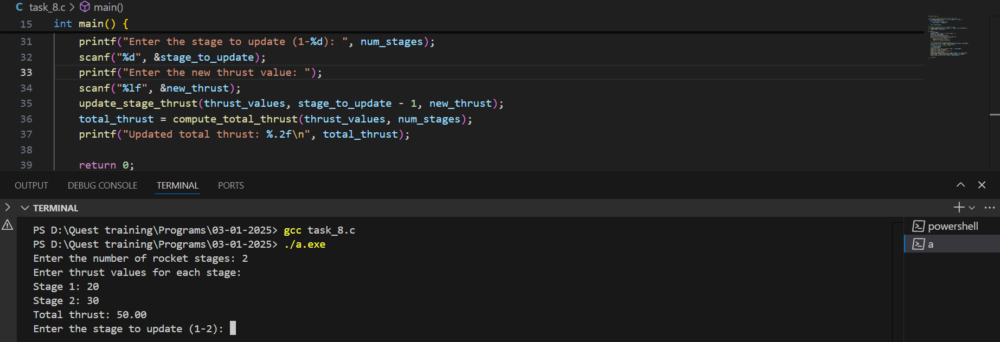 C task_8.c > main()
15 int main() {
31 printf("Enter the stage to update (1-%d): ", num_stages);
32 scanf("%d", &stage_to_update);
33 printf("Enter the new thrust value: ");
34 scanf("%lf", &new_thrust);
35 update_stage_thrust(thrust_values, stage_to_update - 1, new_thrust);
36 total_thrust = compute_total_thrust(thrust_values, num_stages);
37 printf("Updated total thrust: %.2f\n", total_thrust);
38
39 return 0;
OUTPUT DEBUG CONSOLE TERMINAL PORTS
TERMINAL
PS D:\Quest training\Programs\03-01-2025> gcc task_8.c
PS D:\Quest training\Programs\03-01-2025> ./a.exe
Enter the number of rocket stages: 2
Enter thrust values for each stage:
Stage 1: 20
Stage 2: 30
Total thrust: 50.00
Enter the stage to update (1-2):
powershell
a